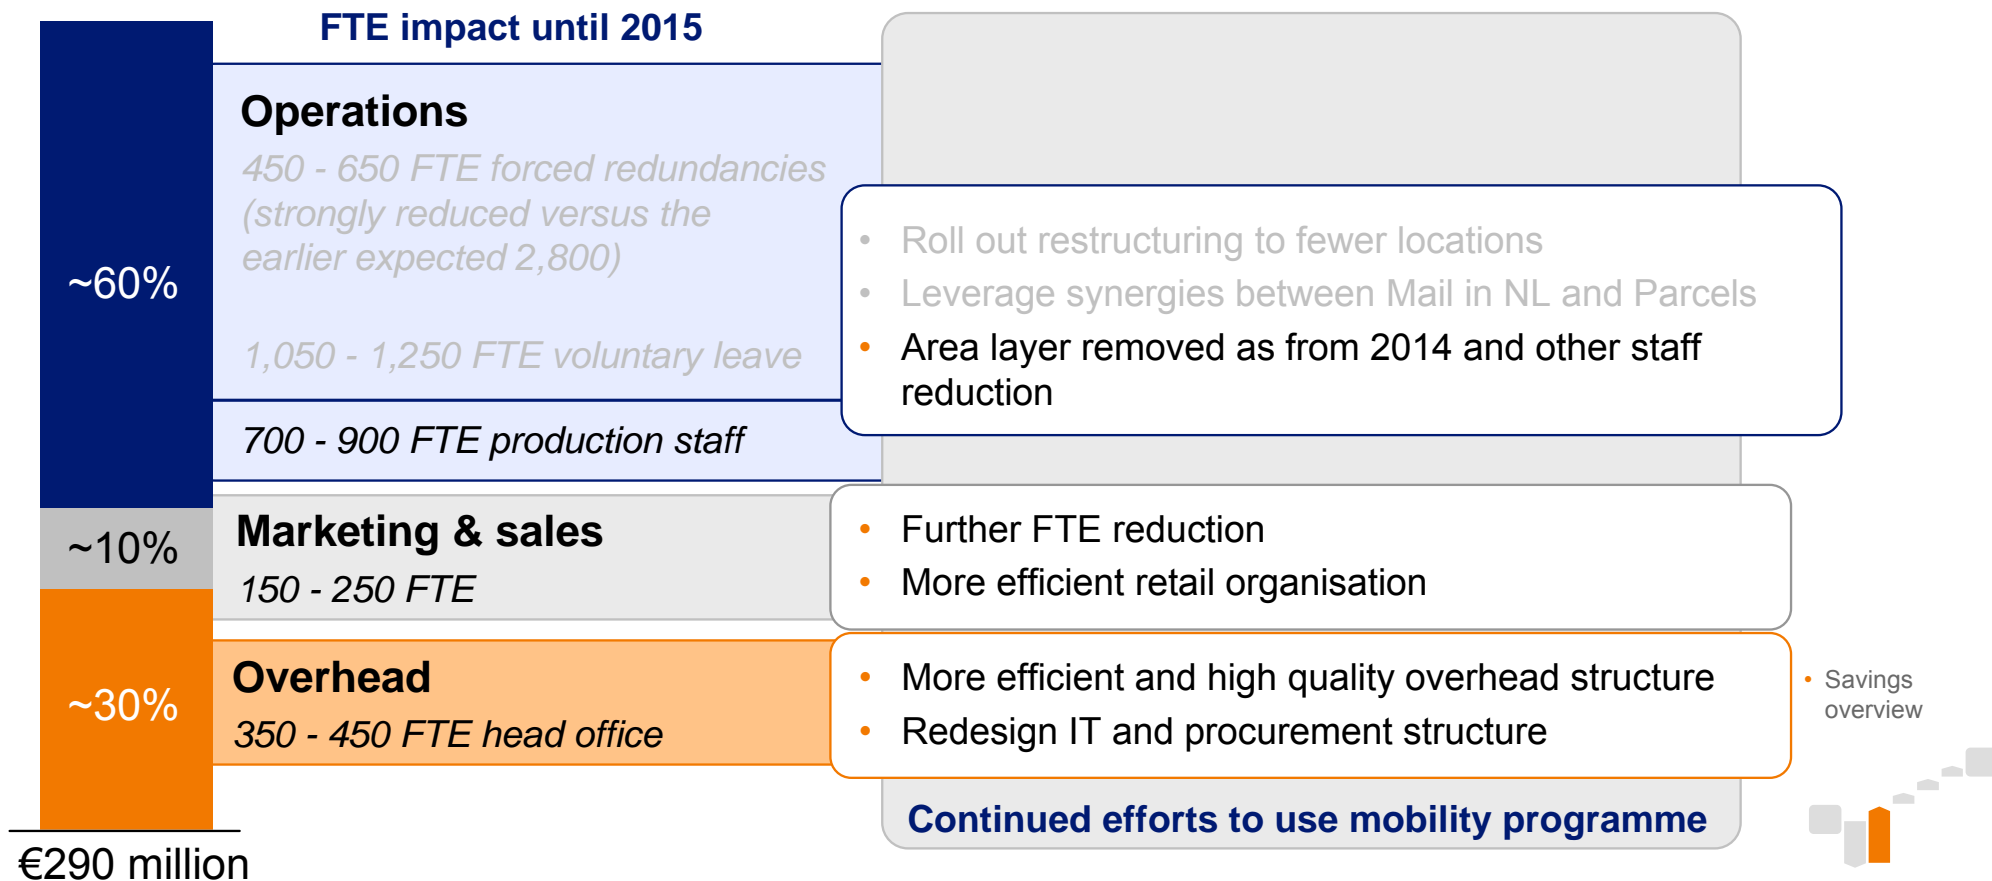 FTE impact until 2015
~60%
Operations
450 - 650 FTE forced redundancies
(strongly reduced versus the
earlier expected 2,800)
1,050 - 1,250 FTE voluntary leave
700 - 900 FTE production staff
• Roll out restructuring to fewer locations
• Leverage synergies between Mail in NL and Parcels
• Area layer removed as from 2014 and other staff
reduction
~10%
Marketing & sales
150 - 250 FTE
• Further FTE reduction
• More efficient retail organisation
~30%
Overhead
350 - 450 FTE head office
• More efficient and high quality overhead structure
• Redesign IT and procurement structure
• Savings
overview
Continued efforts to use mobility programme
€290 million